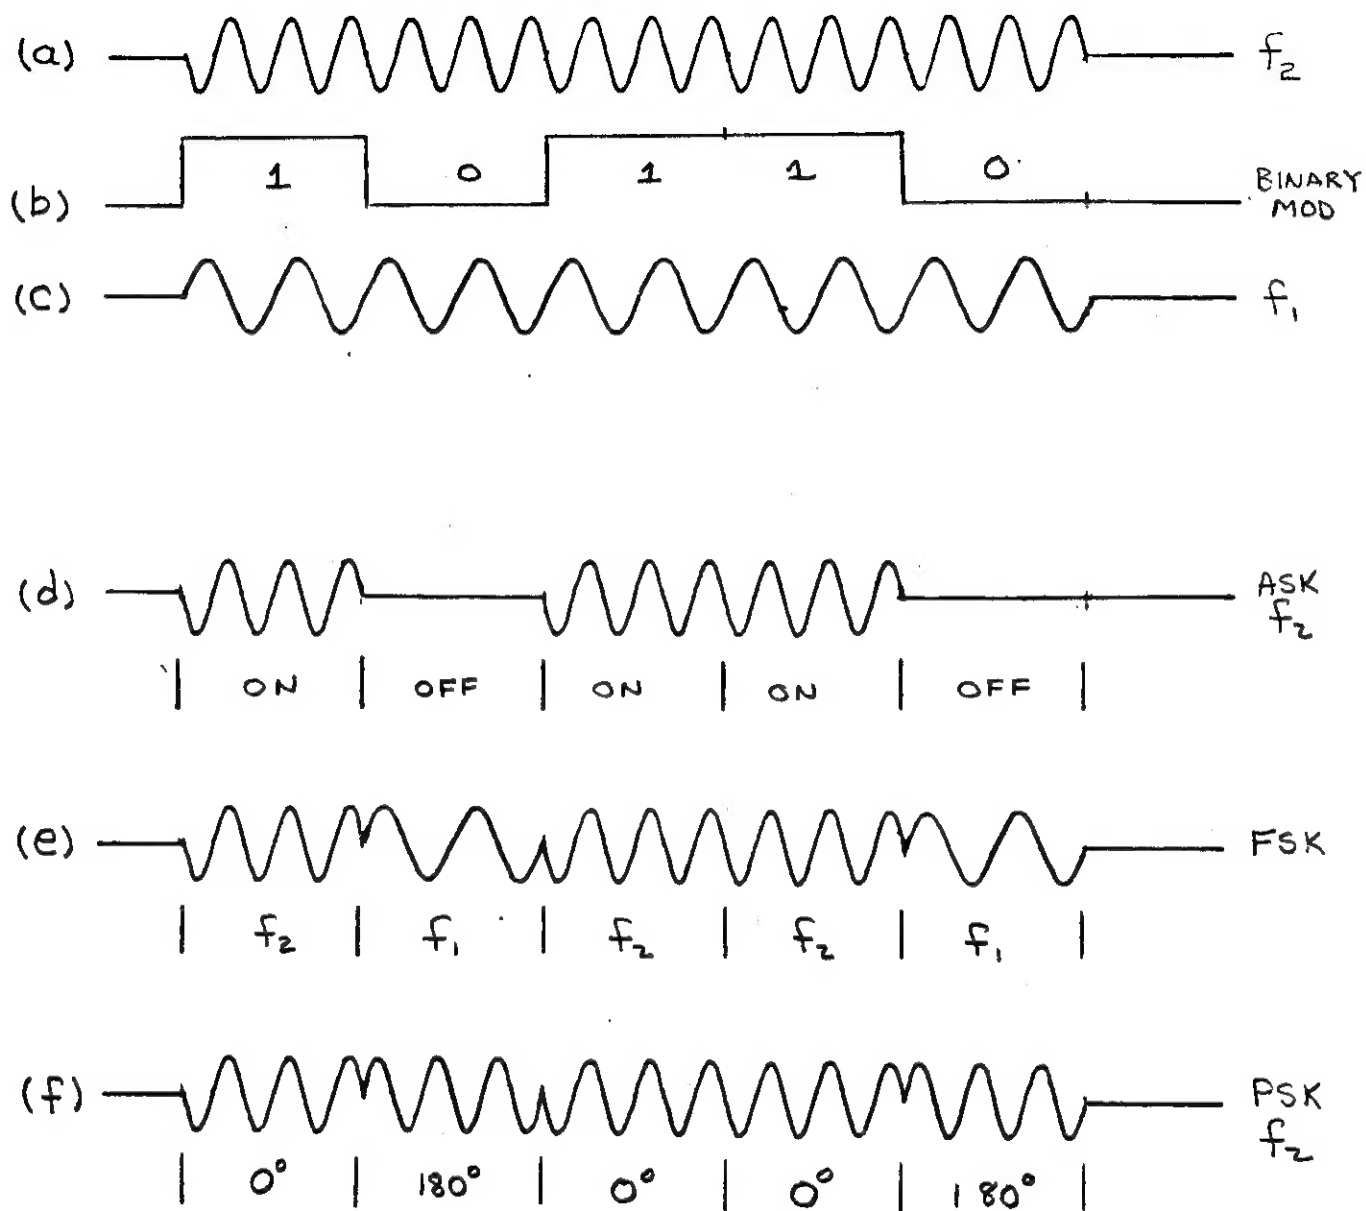 (a) f₂
1 0 1 1 0
(b) BINARY
MOD
(c) f₁
(d) ASK
f₂
ON OFF ON ON OFF
(e) FSK
f₂ f₁ f₂ f₂ f₁
(f) PSK
f₂
0° 180° 0° 0° 180°